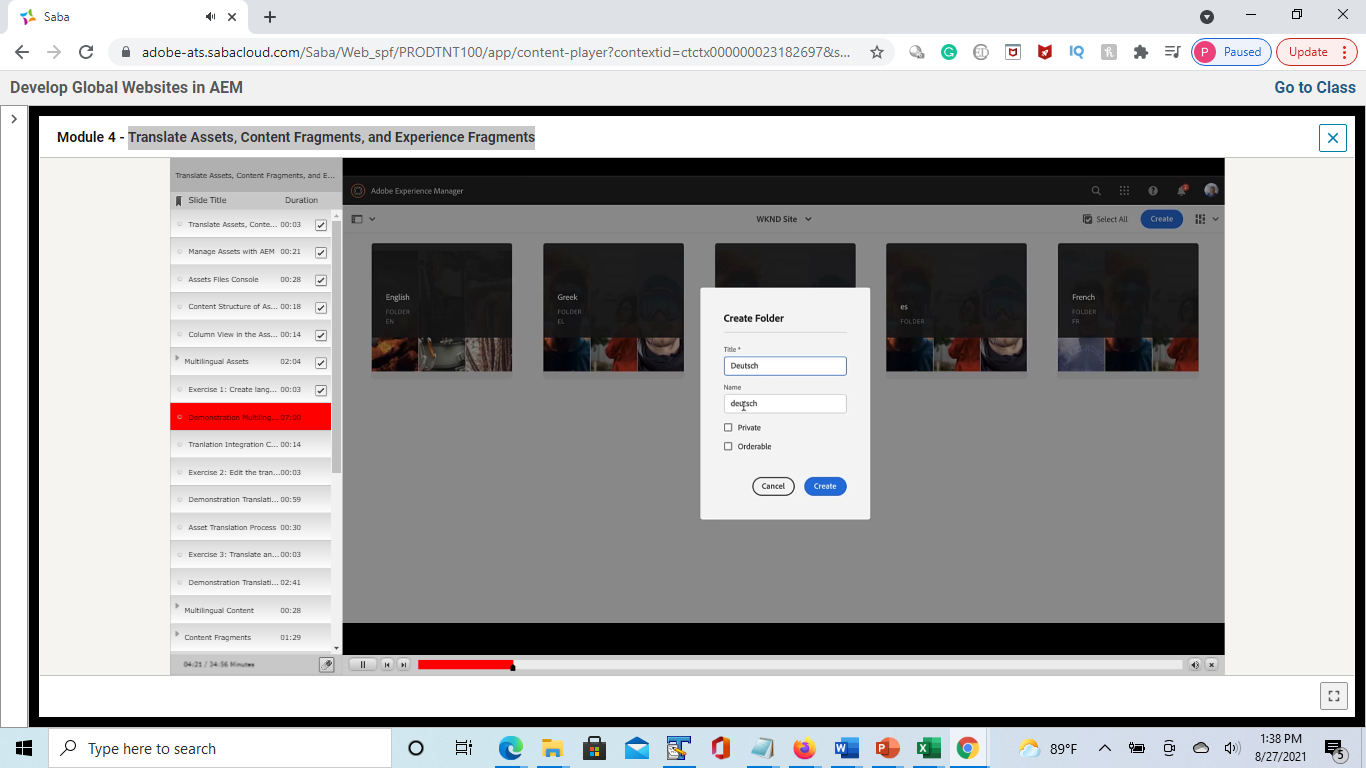 Saba
adobe-ats.sabacloud.com/Saba/Web_spf/PRODTNT100/app/content-player?contextid=ctctx000000023182697&s...
P Paused
Update
Develop Global Websites in AEM
Go to Class
Module 4 - Translate Assets, Content Fragments, and Experience Fragments
Translate Assets, Content Fragments, and E...
Slide Title Duration
Translate Assets, Conte... 00:03
Manage Assets with AEM 00:21
Assets Files Console 00:28
Content Structure of As... 00:18
Column View in the Ass... 00:14
Multilingual Assets 02:04
Exercise 1: Create lang... 00:03
Demonstration Multiling... 07:00
Tranlation Integration C... 00:14
Exercise 2: Edit the tran... 00:03
Demonstration Translati... 00:59
Asset Translation Process 00:30
Exercise 3: Translate an... 00:03
Demonstration Translati... 02:41
Multilingual Content 00:28
Content Fragments 01:29
04:21 / 34:56 Minutes
Adobe Experience Manager
WKND Site
Select All
Create
English
FOLDER
EN
Greek
FOLDER
EL
es
FOLDER
French
FOLDER
FR
Create Folder
Title *
Deutsch
Name
deutsch
Private
Orderable
Cancel
Create
Type here to search
89°F
1:38 PM
8/27/2021
5